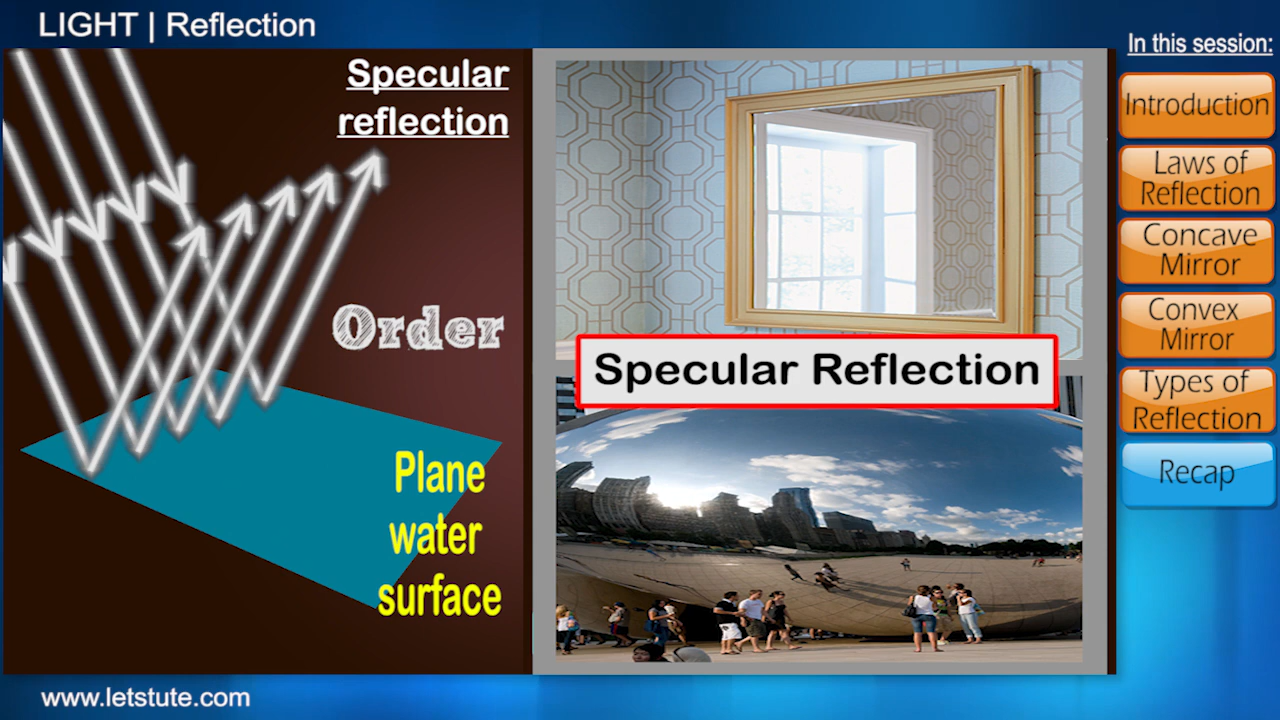 LIGHT | Reflection
Specular
reflection
Order
Plane
water
surface
Specular Reflection
In this session:
Introduction
Laws of
Reflection
Concave
Mirror
Convex
Mirror
Types of
Reflection
Recap
www.letstute.com